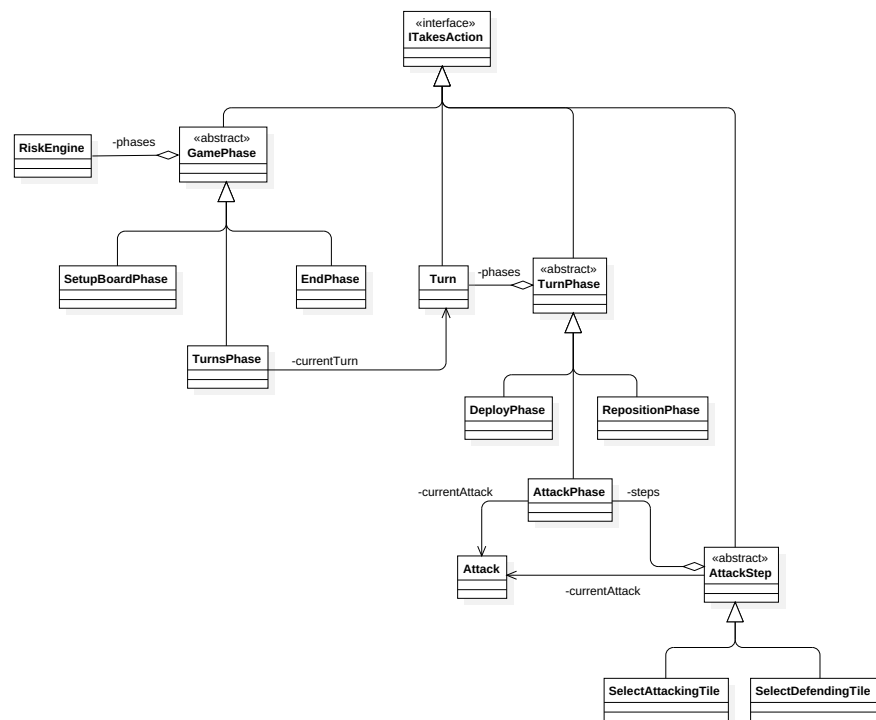 «interface»
ITakesAction
RiskEngine
-phases
«abstract»
GamePhase
SetupBoardPhase
EndPhase
Turn
-phases
«abstract»
TurnPhase
TurnsPhase
-currentTurn
DeployPhase
RepositionPhase
-currentAttack
AttackPhase
-steps
Attack
«abstract»
AttackStep
-currentAttack
SelectAttackingTile
SelectDefendingTile